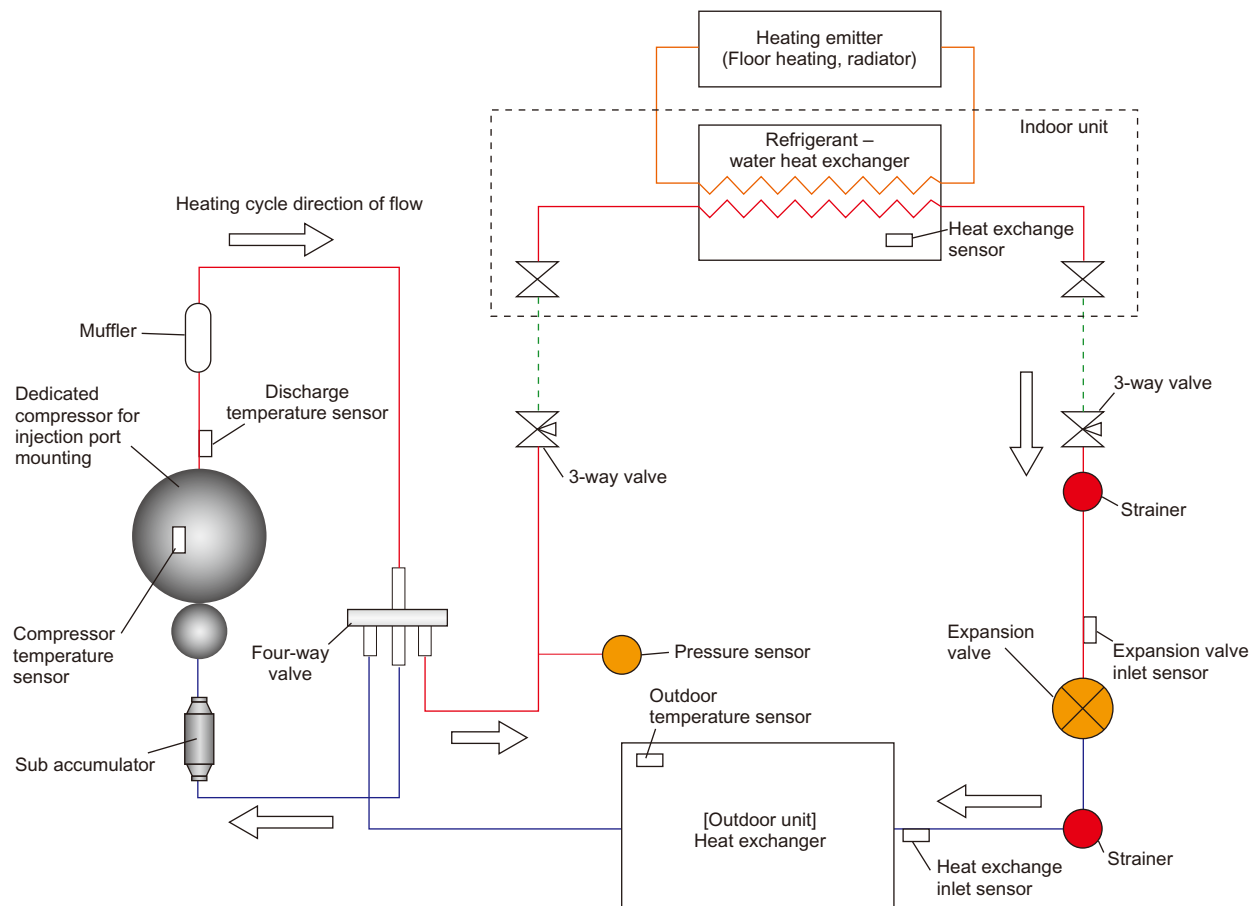 Heating emitter
(Floor heating, radiator)
Indoor unit
Refrigerant –
water heat exchanger
Heat exchange
sensor
Heating cycle direction of flow
Muffler
Discharge
temperature sensor
Dedicated
compressor for
injection port
mounting
3-way valve
3-way valve
Strainer
Compressor
temperature
sensor
Four-way
valve
Pressure sensor
Expansion
valve
Expansion valve
inlet sensor
Outdoor
temperature sensor
Sub accumulator
[Outdoor unit]
Heat exchanger
Heat exchange
inlet sensor
Strainer